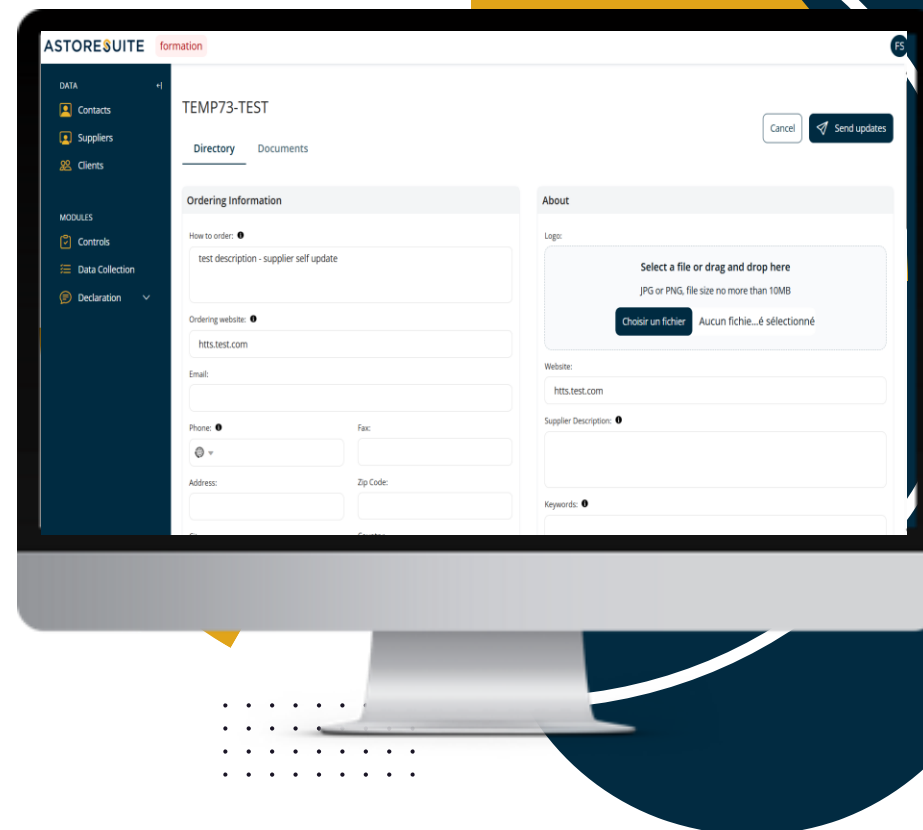 ASTORESUITE formation
FS
DATA
Contacts
Suppliers
Clients
MODULES
Controls
Data Collection
Declaration
TEMP73-TEST
Cancel
Send updates
Directory Documents
Ordering Information
How to order:
test description - supplier self update
Ordering website:
htts.test.com
Email:
Phone: Fax:
Address: Zip Code:
About
Logo:
Select a file or drag and drop here
JPG or PNG, file size no more than 10MB
Choisir un fichier Aucun fichie...é sélectionné
Website:
htts.test.com
Supplier Description:
Keywords: